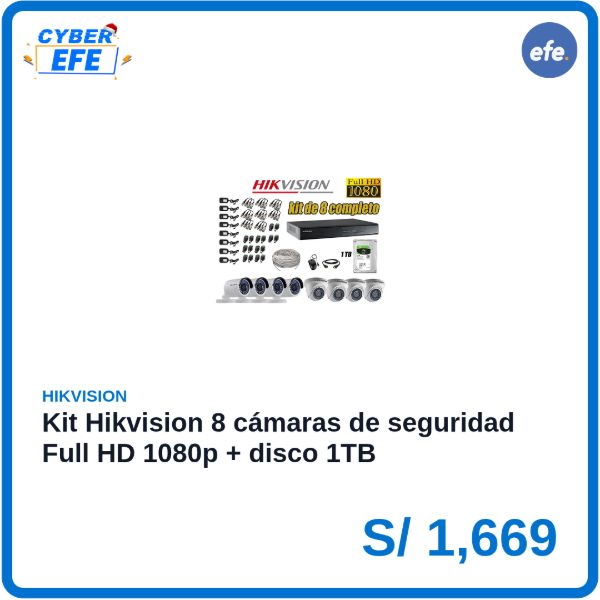 CYBER
EFE
efe.
HIKVISION
Full HD
1080
kit de 8 completo
1 TB
HIKVISION
Kit Hikvision 8 cámaras de seguridad
Full HD 1080p + disco 1TB
S/ 1,669